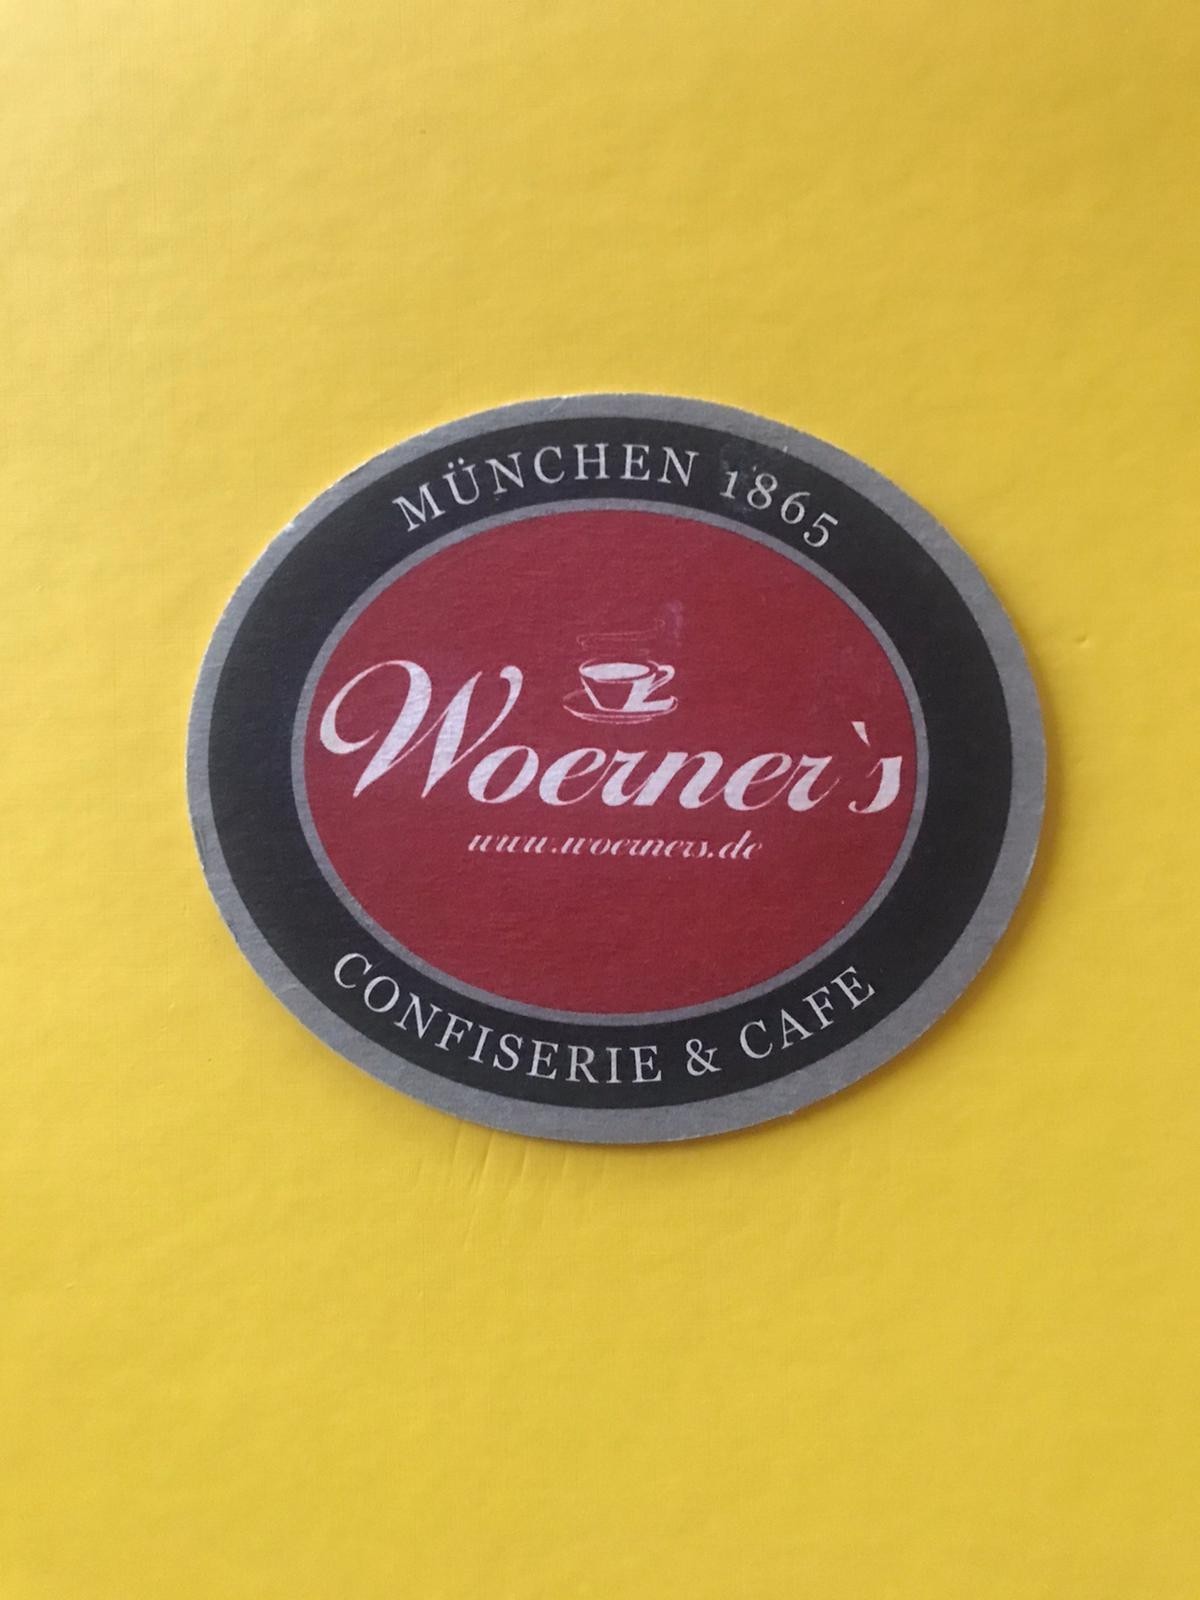 MÜNCHEN 1865
Woerner`s
www.woerners.de
CONFISERIE & CAFE